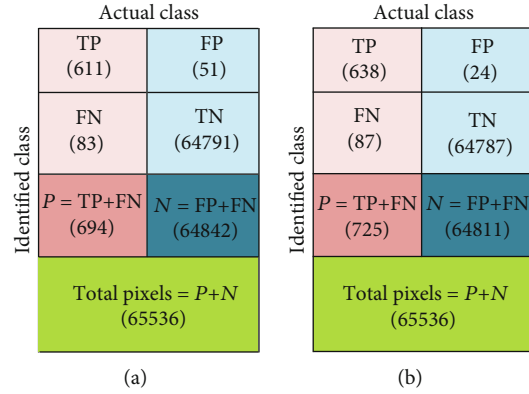 Actual class
Identified class
TP
(611)
FP
(51)
FN
(83)
TN
(64791)
P = TP+FN
(694)
N = FP+FN
(64842)
Total pixels = P+N
(65536)
(a)
Actual class
Identified class
TP
(638)
FP
(24)
FN
(87)
TN
(64787)
P = TP+FN
(725)
N = FP+FN
(64811)
Total pixels = P+N
(65536)
(b)